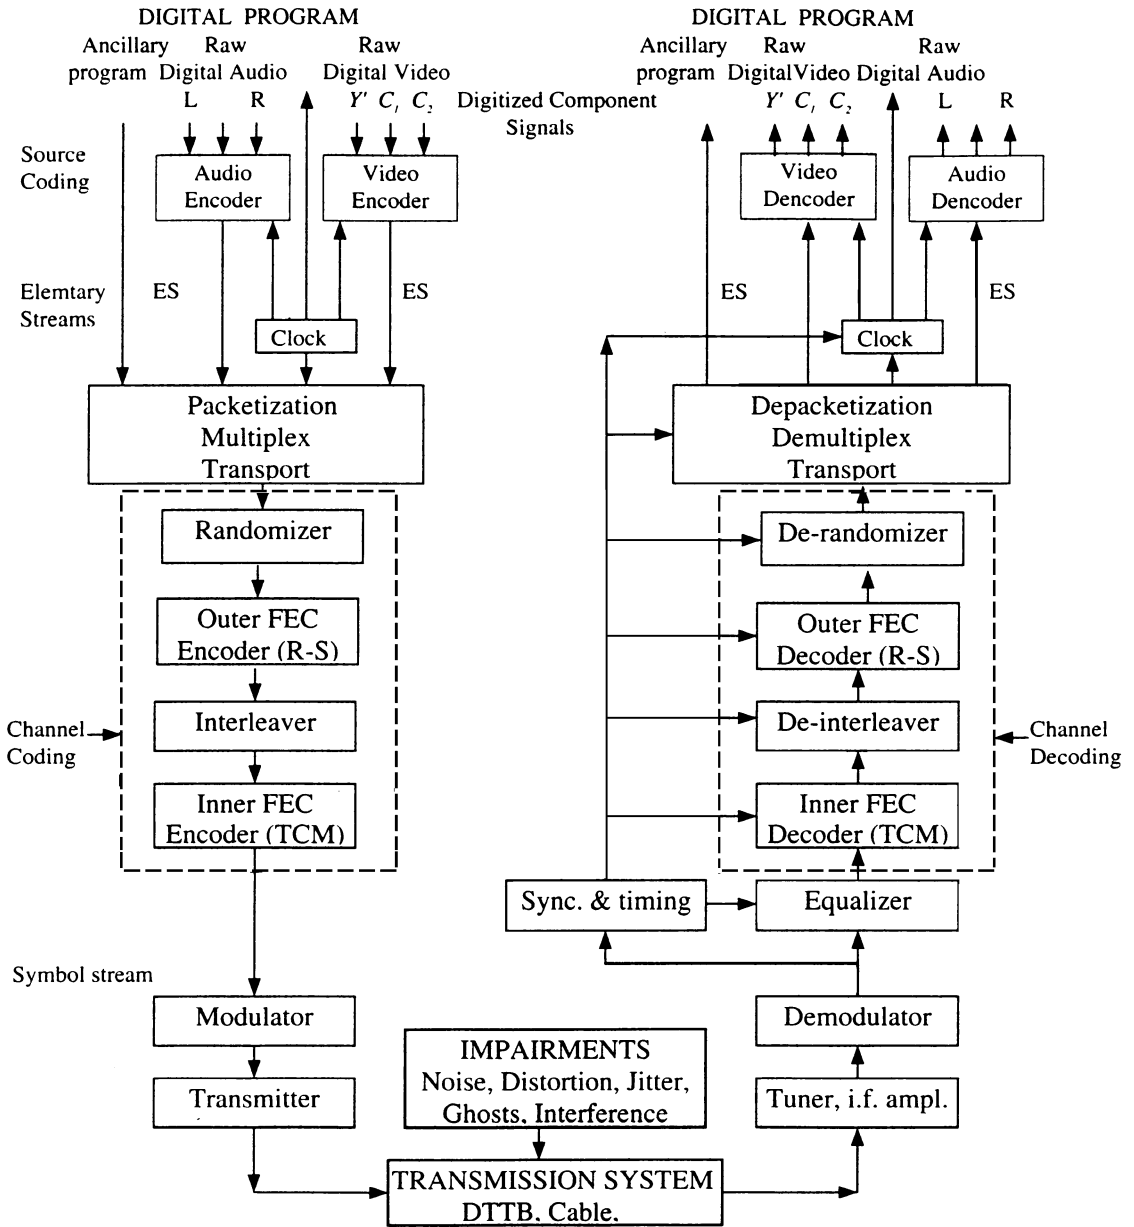 DIGITAL PROGRAM
Ancillary program
Raw Digital Audio
L R
Raw Digital Video
Y' C₁ C₂
Digitized Component Signals
Source Coding
Audio Encoder
Video Encoder
Elemtary Streams
ES
ES
Clock
Packetization
Multiplex
Transport
Randomizer
Outer FEC
Encoder (R-S)
Interleaver
Inner FEC
Encoder (TCM)
Channel
Coding
Symbol stream
Modulator
Transmitter
IMPAIRMENTS
Noise, Distortion, Jitter,
Ghosts, Interference
TRANSMISSION SYSTEM
DTTB, Cable,
DIGITAL PROGRAM
Ancillary program
Raw Digital Video
Y' C₁ C₂
Raw Digital Audio
L R
Video
Dencoder
Audio
Dencoder
ES
ES
Clock
Depacketization
Demultiplex
Transport
De-randomizer
Outer FEC
Decoder (R-S)
De-interleaver
Inner FEC
Decoder (TCM)
Channel
Decoding
Sync. & timing
Equalizer
Demodulator
Tuner, i.f. ampl.